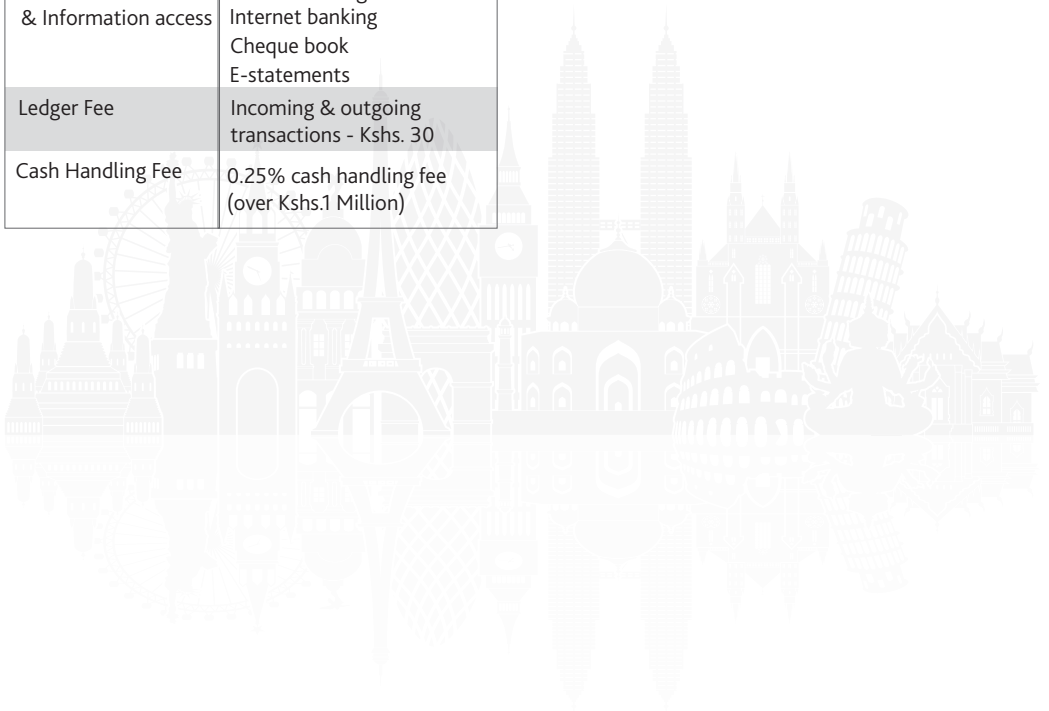 & Information access
Internet banking
Cheque book
E-statements
Ledger Fee
Incoming & outgoing
transactions - Kshs. 30
Cash Handling Fee
0.25% cash handling fee
(over Kshs.1 Million)